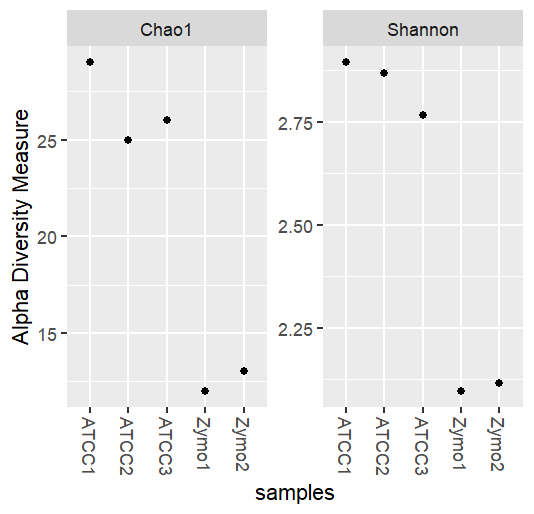 Chao1
Shannon
Alpha Diversity Measure
25
20
15
2.75
2.50
2.25
ATCC1
ATCC2
ATCC3
Zymo1
Zymo2
ATCC1
ATCC2
ATCC3
Zymo1
Zymo2
samples